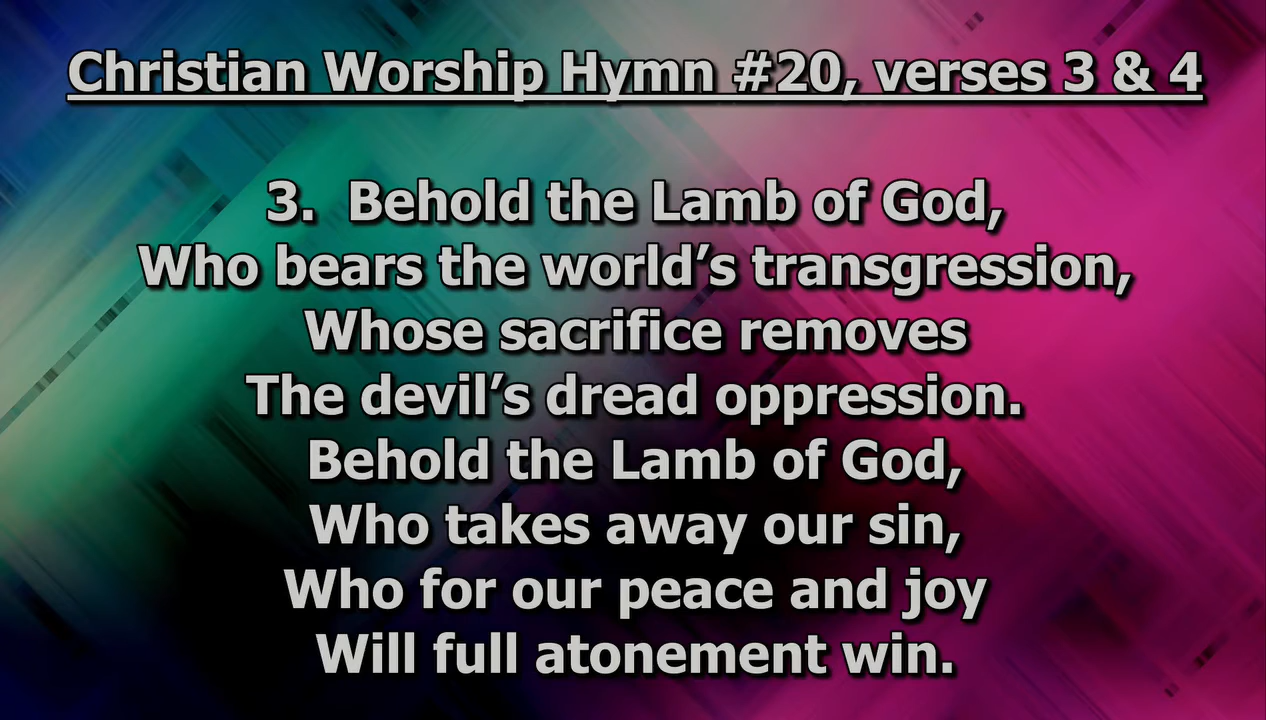 Christian Worship Hymn #20, verses 3 & 4
3. Behold the Lamb of God,
Who bears the world’s transgression,
Whose sacrifice removes
The devil’s dread oppression.
Behold the Lamb of God,
Who takes away our sin,
Who for our peace and joy
Will full atonement win.